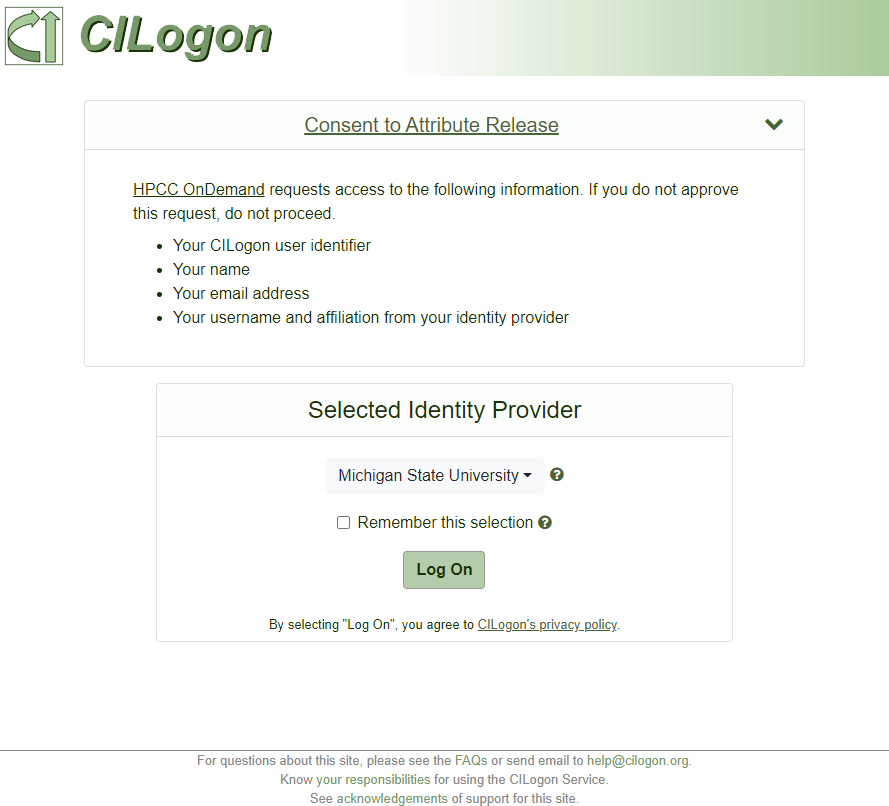 CILogon
Consent to Attribute Release
HPCC OnDemand requests access to the following information. If you do not approve
this request, do not proceed.
• Your CILogon user identifier
• Your name
• Your email address
• Your username and affiliation from your identity provider
Selected Identity Provider
Michigan State University
Remember this selection
Log On
By selecting "Log On", you agree to CILogon's privacy policy.
For questions about this site, please see the FAQs or send email to help@cilogon.org.
Know your responsibilities for using the CILogon Service.
See acknowledgements of support for this site.